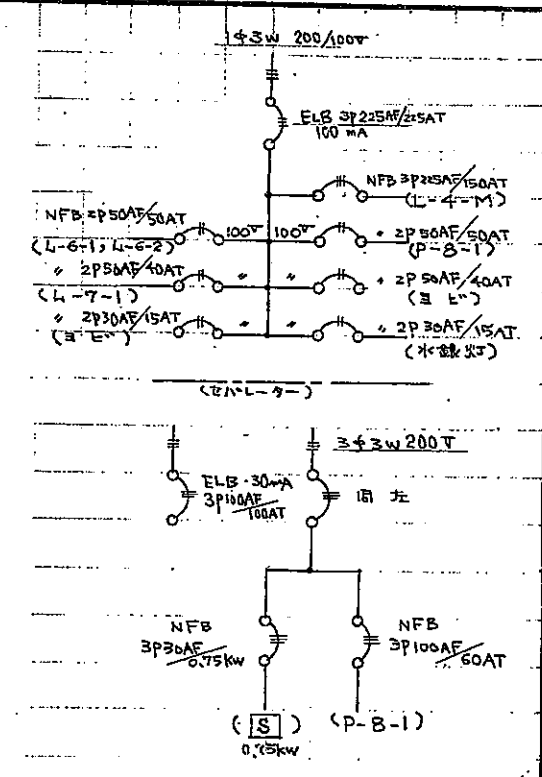 1φ3W 200/100V
ELB 3P225AF/225AT
100 mA
NFB 3P225AF/150AT
(L-4-M)
NFB 2P50AF/50AT
(L-6-1, L-6-2)
100V 100V
〃 2P50AF/50AT
(P-8-1)
〃 2P50AF/40AT
(L-7-1)
〃 〃
〃 2P50AF/40AT
(ヨビ)
〃 2P30AF/15AT
(ヨビ)
〃 〃
〃 2P30AF/15AT
(水銀灯)
(セパレーター)
3φ3W 200V
ELB-30mA
3P100AF/100AT
同左
NFB
3P30AF/0.75kW
NFB
3P100AF/60AT
(S)
0.75kW
(P-8-1)